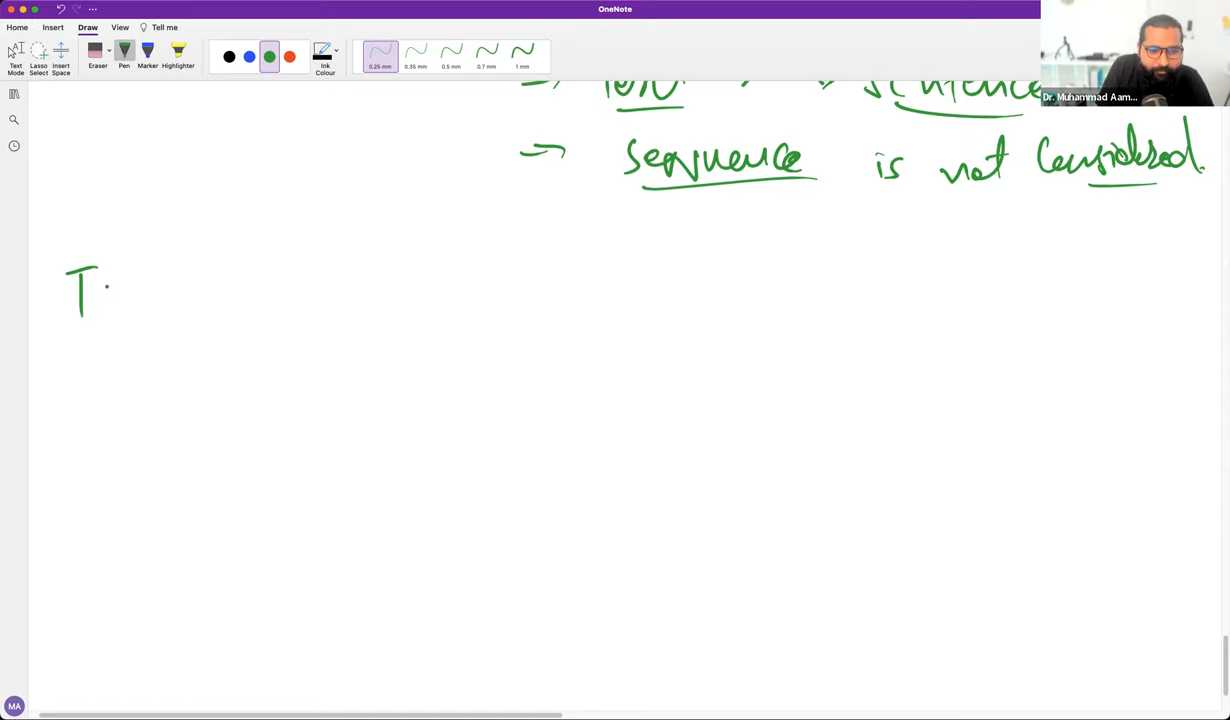 OneNote
Home Insert Draw View Tell me
Text Mode Lasso Select Insert Space Eraser Pen Marker Highlighter Ink Colour 0.25 mm 0.35 mm 0.5 mm 0.7 mm 1 mm
Dr. Muhammad Aam...
→ sentence
→ sequence is not Considered.
T
MA